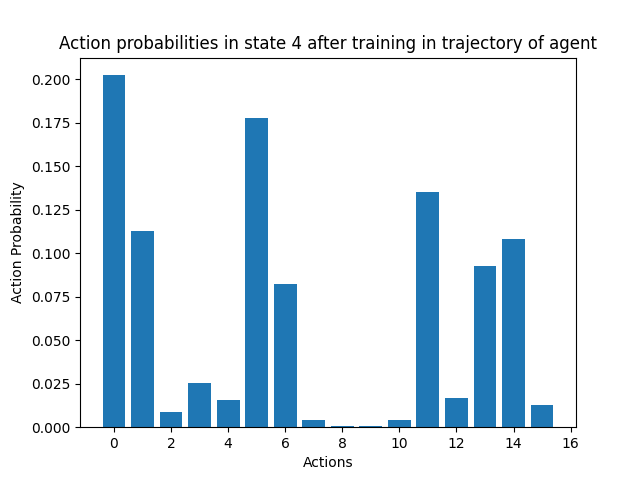 Action probabilities in state 4 after training in trajectory of agent
0.200
0.175
0.150
0.125
0.100
0.075
0.050
0.025
0.000
Action Probability
0 2 4 6 8 10 12 14 16
Actions